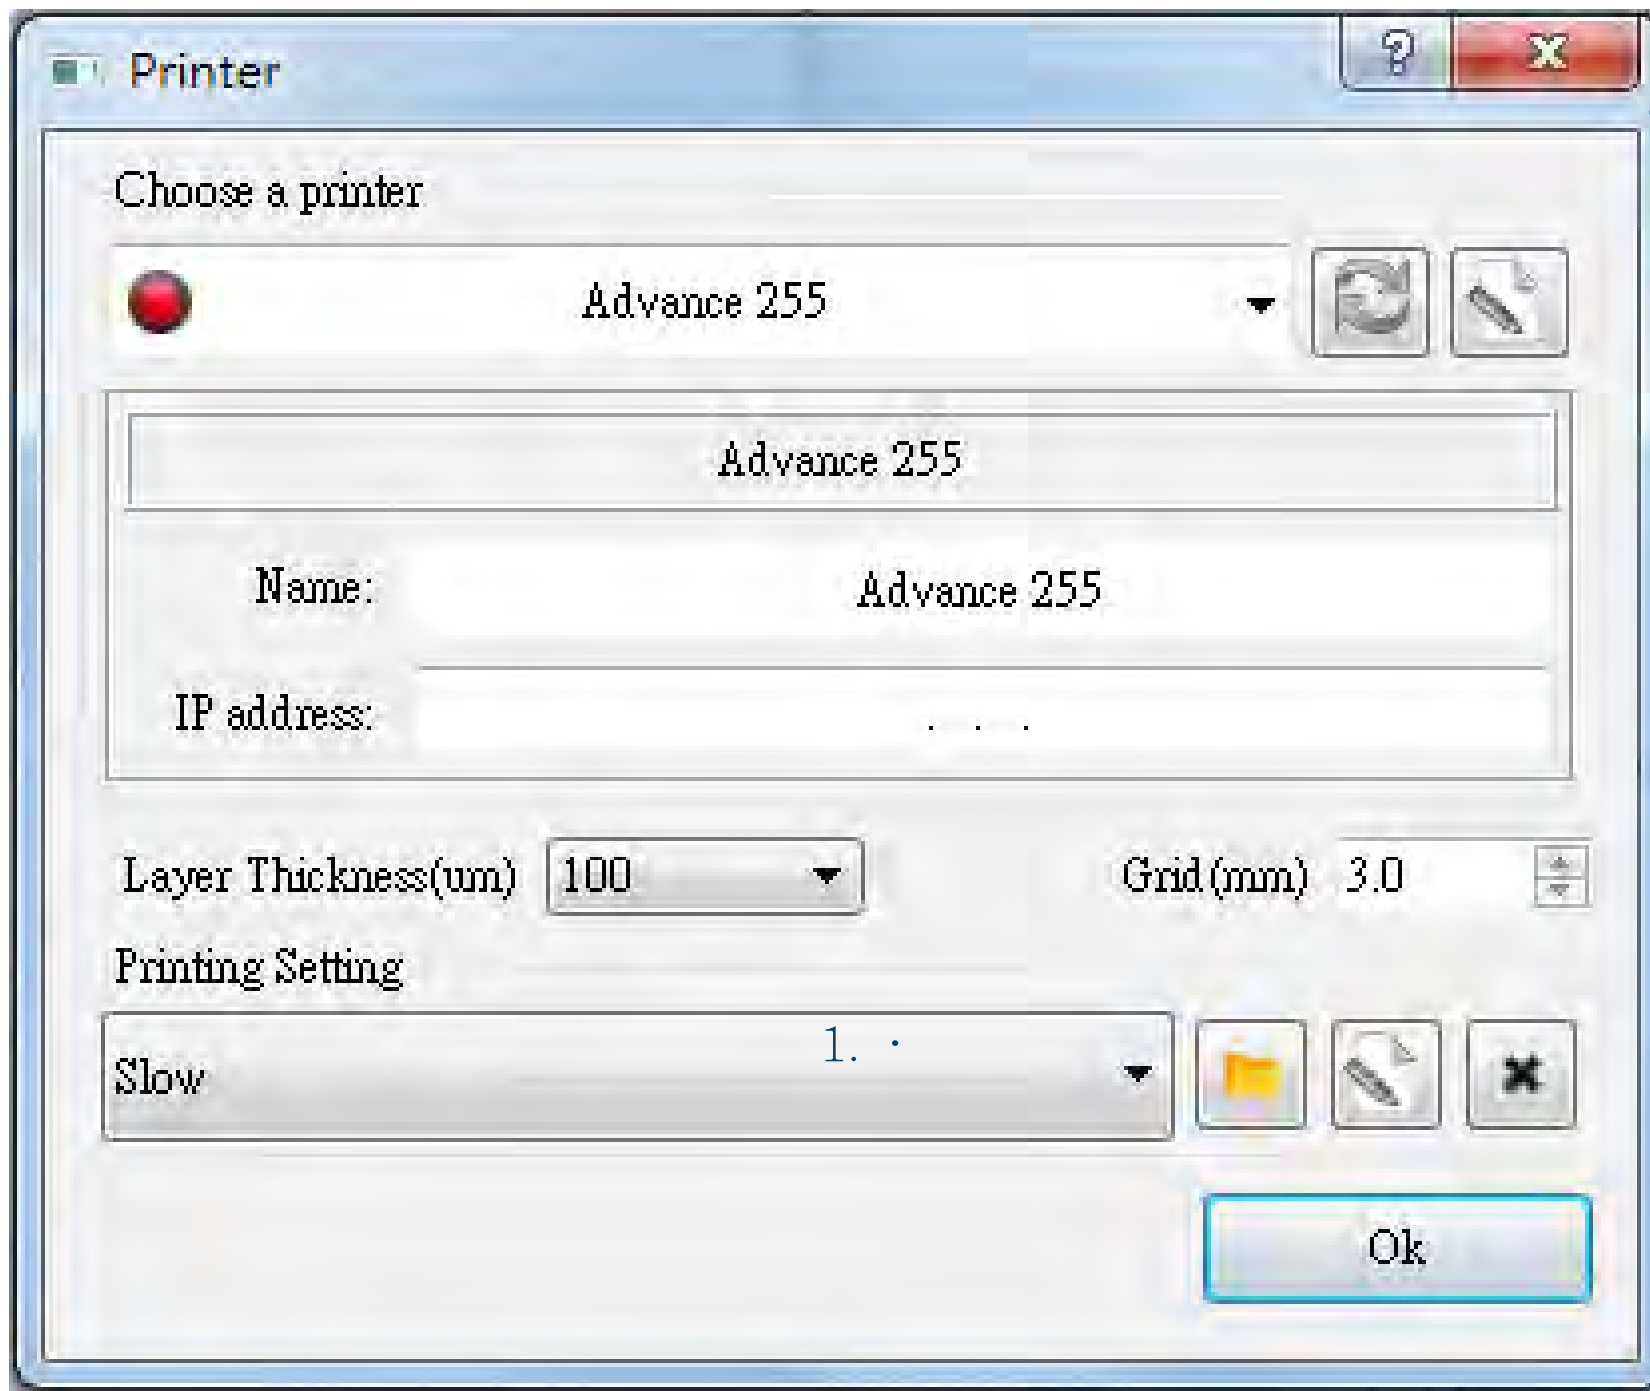 Printer
Choose a printer
Advance 255
Advance 255
Name: Advance 255
IP address: . . .
Layer Thickness(um) 100 Grid(mm) 3.0
Printing Setting
1. ·
Slow
Ok